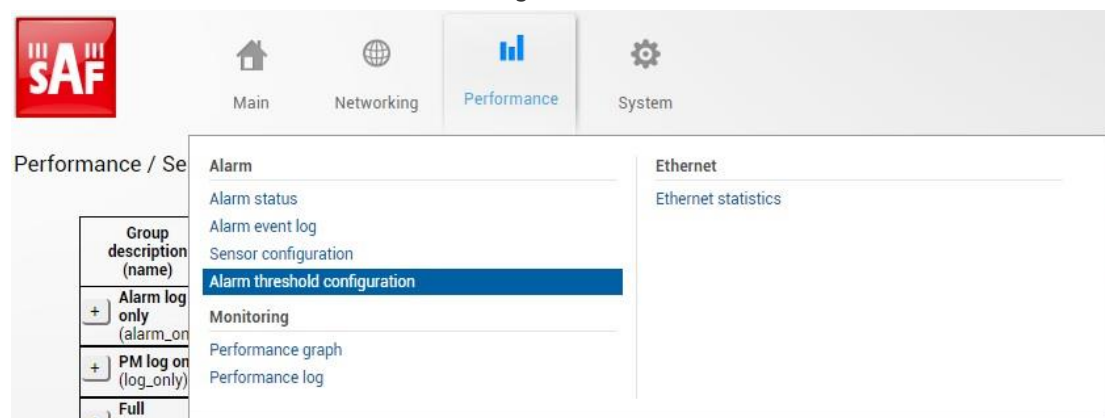 SAF
Main
Networking
Performance
System
Performance / Se
Alarm
Alarm status
Alarm event log
Sensor configuration
Alarm threshold configuration
Monitoring
Performance graph
Performance log
Ethernet
Ethernet statistics
Group
description
(name)
+ Alarm log
only
(alarm_on
+ PM log on
(log_only)
Full